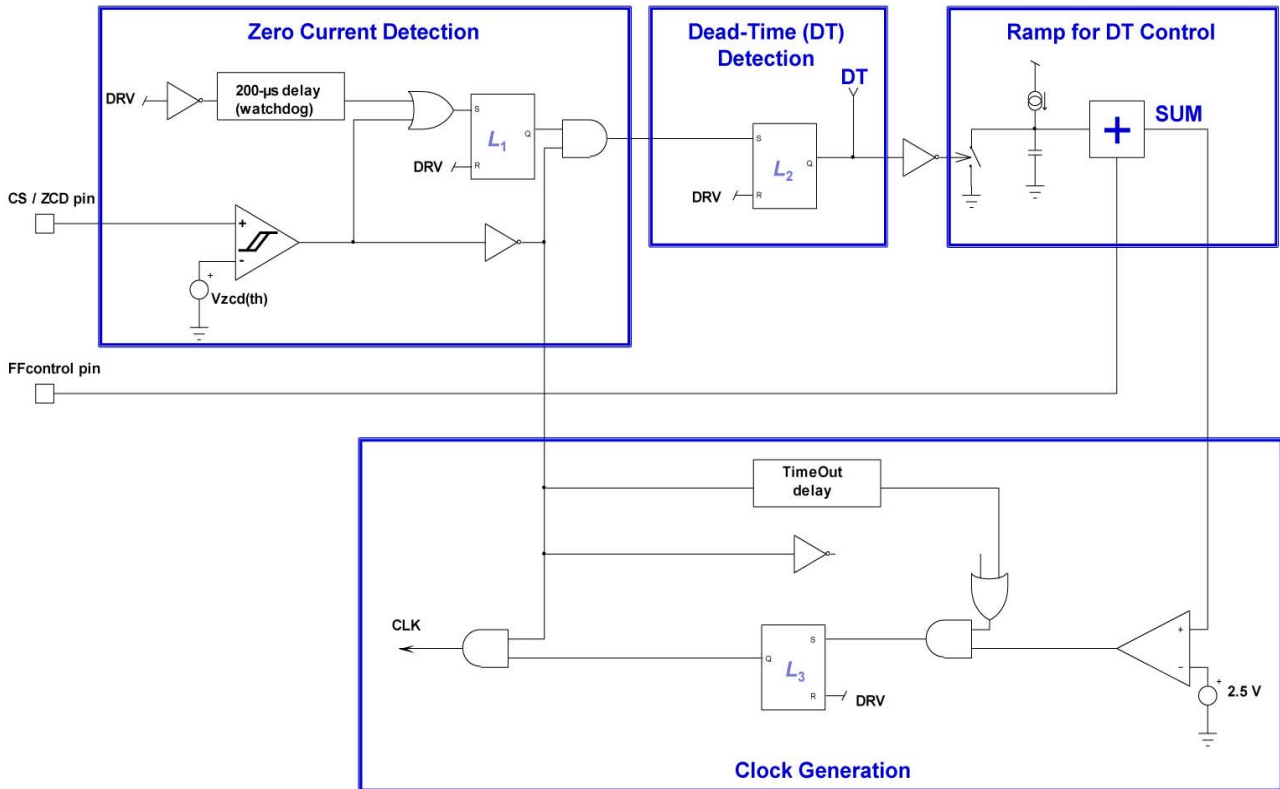 Zero Current Detection
DRV
200-µs delay
(watchdog)
S
L1
Q
DRV
R
CS / ZCD pin
+
-
+
Vzcd(th)
Dead-Time (DT)
Detection
DT
S
L2
Q
DRV
R
Ramp for DT Control
+
SUM
FFcontrol pin
TimeOut
delay
CLK
S
Q
L3
R
DRV
+
−
+
2.5 V
Clock Generation